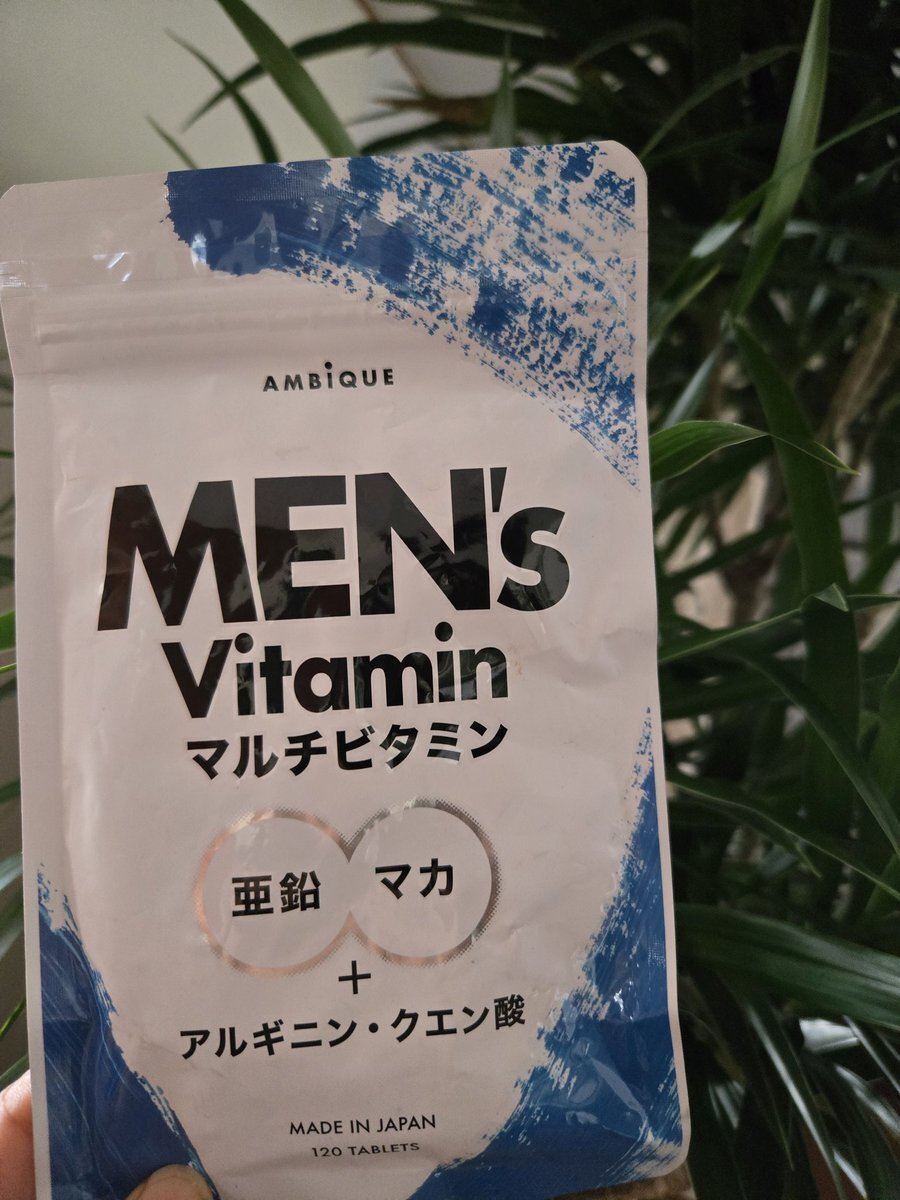 AMBiQUE
MEN's
Vitamin
マルチビタミン
亜鉛 マカ
+
アルギニン・クエン酸
MADE IN JAPAN
120 TABLETS